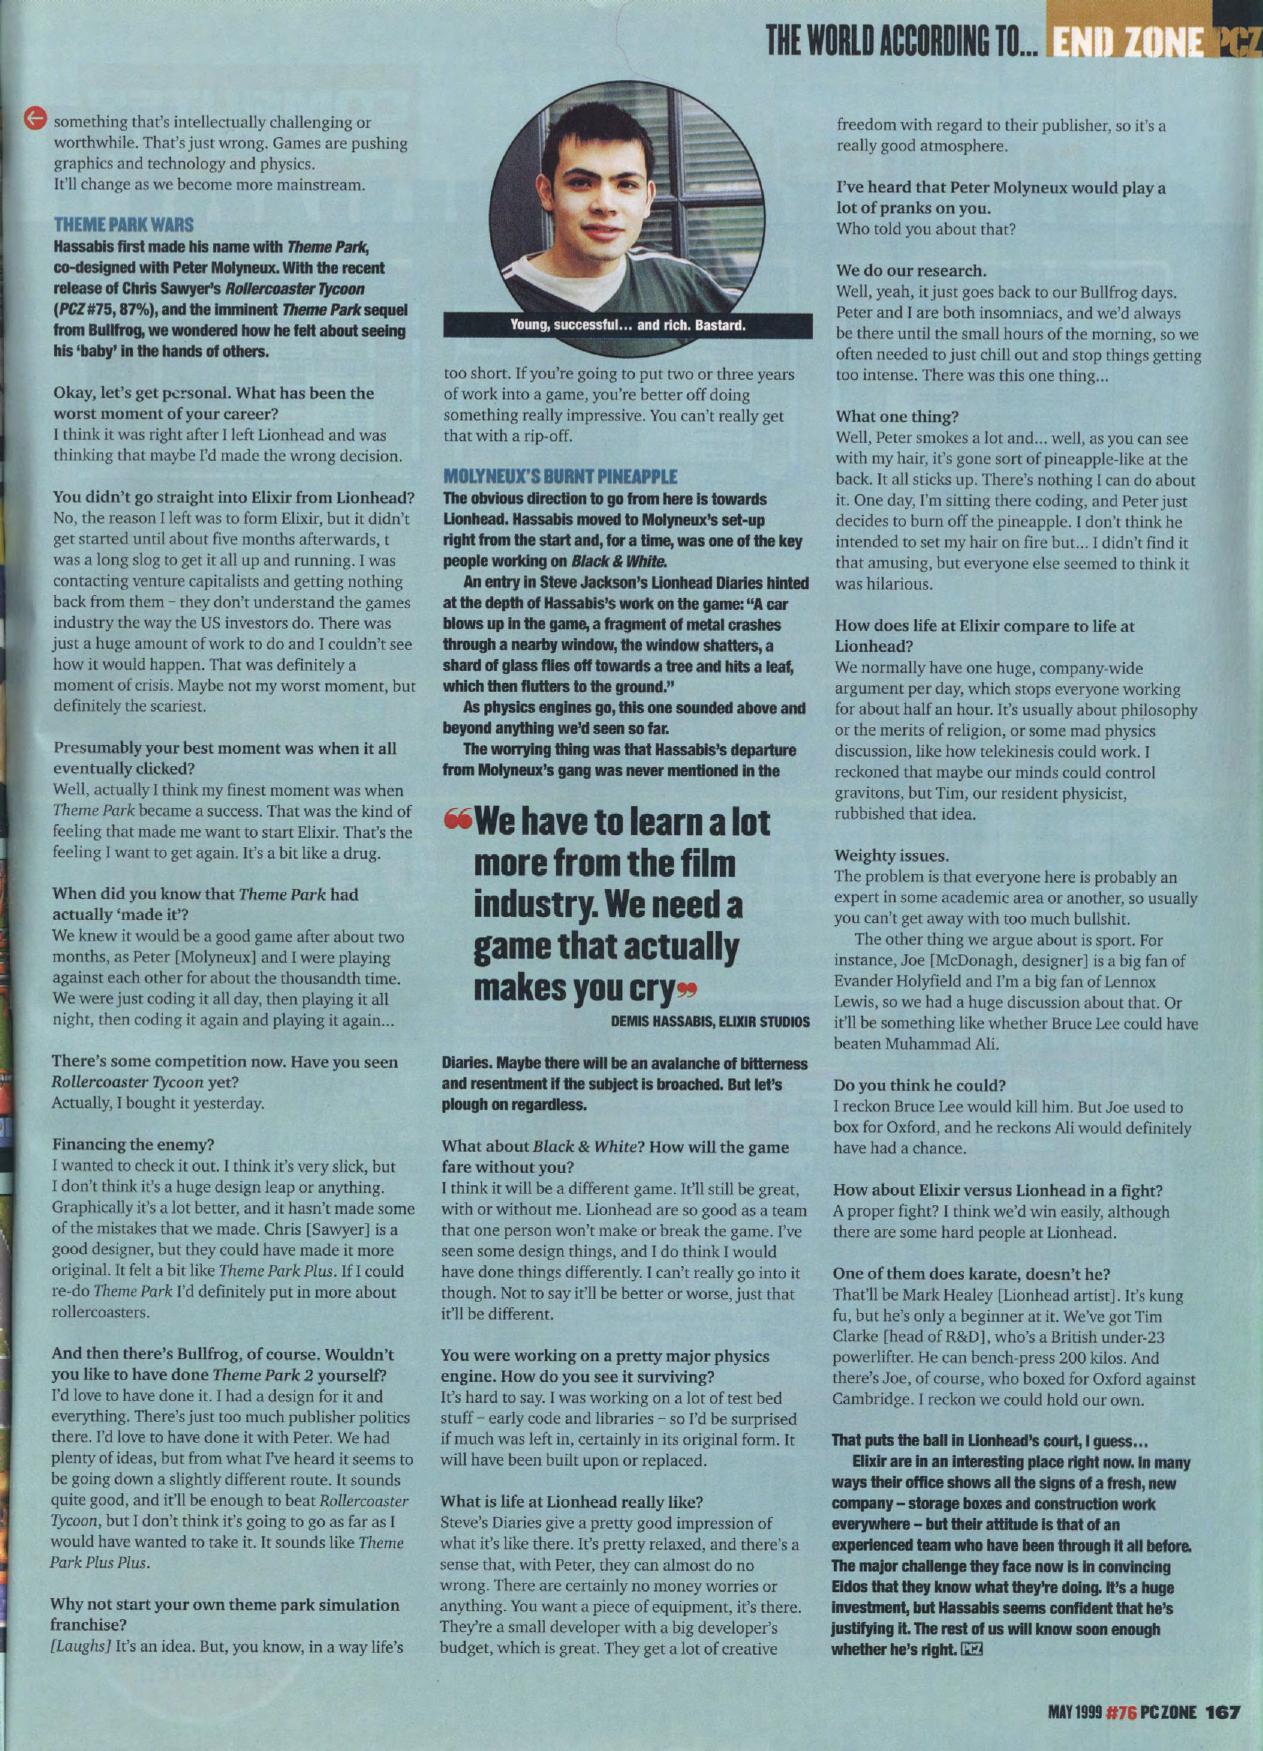 THE WORLD ACCORDING TO... END ZONE PCZ
something that's intellectually challenging or
worthwhile. That's just wrong. Games are pushing
graphics and technology and physics.
It'll change as we become more mainstream.
THEME PARK WARS
Hassabis first made his name with Theme Park,
co-designed with Peter Molyneux. With the recent
release of Chris Sawyer's Rollercoaster Tycoon
(PCZ #75, 87%), and the imminent Theme Park sequel
from Bullfrog, we wondered how he felt about seeing
his 'baby' in the hands of others.
Okay, let's get personal. What has been the
worst moment of your career?
I think it was right after I left Lionhead and was
thinking that maybe I'd made the wrong decision.
You didn't go straight into Elixir from Lionhead?
No, the reason I left was to form Elixir, but it didn't
get started until about five months afterwards, t
was a long slog to get it all up and running. I was
contacting venture capitalists and getting nothing
back from them – they don't understand the games
industry the way the US investors do. There was
just a huge amount of work to do and I couldn't see
how it would happen. That was definitely a
moment of crisis. Maybe not my worst moment, but
definitely the scariest.
Presumably your best moment was when it all
eventually clicked?
Well, actually I think my finest moment was when
Theme Park became a success. That was the kind of
feeling that made me want to start Elixir. That's the
feeling I want to get again. It's a bit like a drug.
When did you know that Theme Park had
actually 'made it'?
We knew it would be a good game after about two
months, as Peter [Molyneux] and I were playing
against each other for about the thousandth time.
We were just coding it all day, then playing it all
night, then coding it again and playing it again...
There's some competition now. Have you seen
Rollercoaster Tycoon yet?
Actually, I bought it yesterday.
Financing the enemy?
I wanted to check it out. I think it's very slick, but
I don't think it's a huge design leap or anything.
Graphically it's a lot better, and it hasn't made some
of the mistakes that we made. Chris [Sawyer] is a
good designer, but they could have made it more
original. It felt a bit like Theme Park Plus. If I could
re-do Theme Park I'd definitely put in more about
rollercoasters.
And then there's Bullfrog, of course. Wouldn't
you like to have done Theme Park 2 yourself?
I'd love to have done it. I had a design for it and
everything. There's just too much publisher politics
there. I'd love to have done it with Peter. We had
plenty of ideas, but from what I've heard it seems to
be going down a slightly different route. It sounds
quite good, and it'll be enough to beat Rollercoaster
Tycoon, but I don't think it's going to go as far as I
would have wanted to take it. It sounds like Theme
Park Plus Plus.
Why not start your own theme park simulation
franchise?
[Laughs] It's an idea. But, you know, in a way life's
Young, successful... and rich. Bastard.
too short. If you're going to put two or three years
of work into a game, you're better off doing
something really impressive. You can't really get
that with a rip-off.
MOLYNEUX'S BURNT PINEAPPLE
The obvious direction to go from here is towards
Lionhead. Hassabis moved to Molyneux's set-up
right from the start and, for a time, was one of the key
people working on Black & White.
An entry in Steve Jackson's Lionhead Diaries hinted
at the depth of Hassabis's work on the game: "A car
blows up in the game, a fragment of metal crashes
through a nearby window, the window shatters, a
shard of glass flies off towards a tree and hits a leaf,
which then flutters to the ground."
As physics engines go, this one sounded above and
beyond anything we'd seen so far.
The worrying thing was that Hassabis's departure
from Molyneux's gang was never mentioned in the
“We have to learn a lot
more from the film
industry. We need a
game that actually
makes you cry”
DEMIS HASSABIS, ELIXIR STUDIOS
Diaries. Maybe there will be an avalanche of bitterness
and resentment if the subject is broached. But let's
plough on regardless.
What about Black & White? How will the game
fare without you?
I think it will be a different game. It'll still be great,
with or without me. Lionhead are so good as a team
that one person won't make or break the game. I've
seen some design things, and I do think I would
have done things differently. I can't really go into it
though. Not to say it'll be better or worse, just that
it'll be different.
You were working on a pretty major physics
engine. How do you see it surviving?
It's hard to say. I was working on a lot of test bed
stuff – early code and libraries – so I'd be surprised
if much was left in, certainly in its original form. It
will have been built upon or replaced.
What is life at Lionhead really like?
Steve's Diaries give a pretty good impression of
what it's like there. It's pretty relaxed, and there's a
sense that, with Peter, they can almost do no
wrong. There are certainly no money worries or
anything. You want a piece of equipment, it's there.
They're a small developer with a big developer's
budget, which is great. They get a lot of creative
freedom with regard to their publisher, so it's a
really good atmosphere.
I've heard that Peter Molyneux would play a
lot of pranks on you.
Who told you about that?
We do our research.
Well, yeah, it just goes back to our Bullfrog days.
Peter and I are both insomniacs, and we'd always
be there until the small hours of the morning, so we
often needed to just chill out and stop things getting
too intense. There was this one thing...
What one thing?
Well, Peter smokes a lot and... well, as you can see
with my hair, it's gone sort of pineapple-like at the
back. It all sticks up. There's nothing I can do about
it. One day, I'm sitting there coding, and Peter just
decides to burn off the pineapple. I don't think he
intended to set my hair on fire but... I didn't find it
that amusing, but everyone else seemed to think it
was hilarious.
How does life at Elixir compare to life at
Lionhead?
We normally have one huge, company-wide
argument per day, which stops everyone working
for about half an hour. It's usually about philosophy
or the merits of religion, or some mad physics
discussion, like how telekinesis could work. I
reckoned that maybe our minds could control
gravitons, but Tim, our resident physicist,
rubbished that idea.
Weighty issues.
The problem is that everyone here is probably an
expert in some academic area or another, so usually
you can't get away with too much bullshit.
The other thing we argue about is sport. For
instance, Joe [McDonagh, designer] is a big fan of
Evander Holyfield and I'm a big fan of Lennox
Lewis, so we had a huge discussion about that. Or
it'll be something like whether Bruce Lee could have
beaten Muhammad Ali.
Do you think he could?
I reckon Bruce Lee would kill him. But Joe used to
box for Oxford, and he reckons Ali would definitely
have had a chance.
How about Elixir versus Lionhead in a fight?
A proper fight? I think we'd win easily, although
there are some hard people at Lionhead.
One of them does karate, doesn't he?
That'll be Mark Healey [Lionhead artist]. It's kung
fu, but he's only a beginner at it. We've got Tim
Clarke [head of R&D], who's a British under-23
powerlifter. He can bench-press 200 kilos. And
there's Joe, of course, who boxed for Oxford against
Cambridge. I reckon we could hold our own.
That puts the ball in Lionhead's court, I guess...
Elixir are in an interesting place right now. In many
ways their office shows all the signs of a fresh, new
company – storage boxes and construction work
everywhere – but their attitude is that of an
experienced team who have been through it all before.
The major challenge they face now is in convincing
Eidos that they know what they're doing. It's a huge
investment, but Hassabis seems confident that he's
justifying it. The rest of us will know soon enough
whether he's right. PCZ
MAY 1999 #76 PC ZONE 167